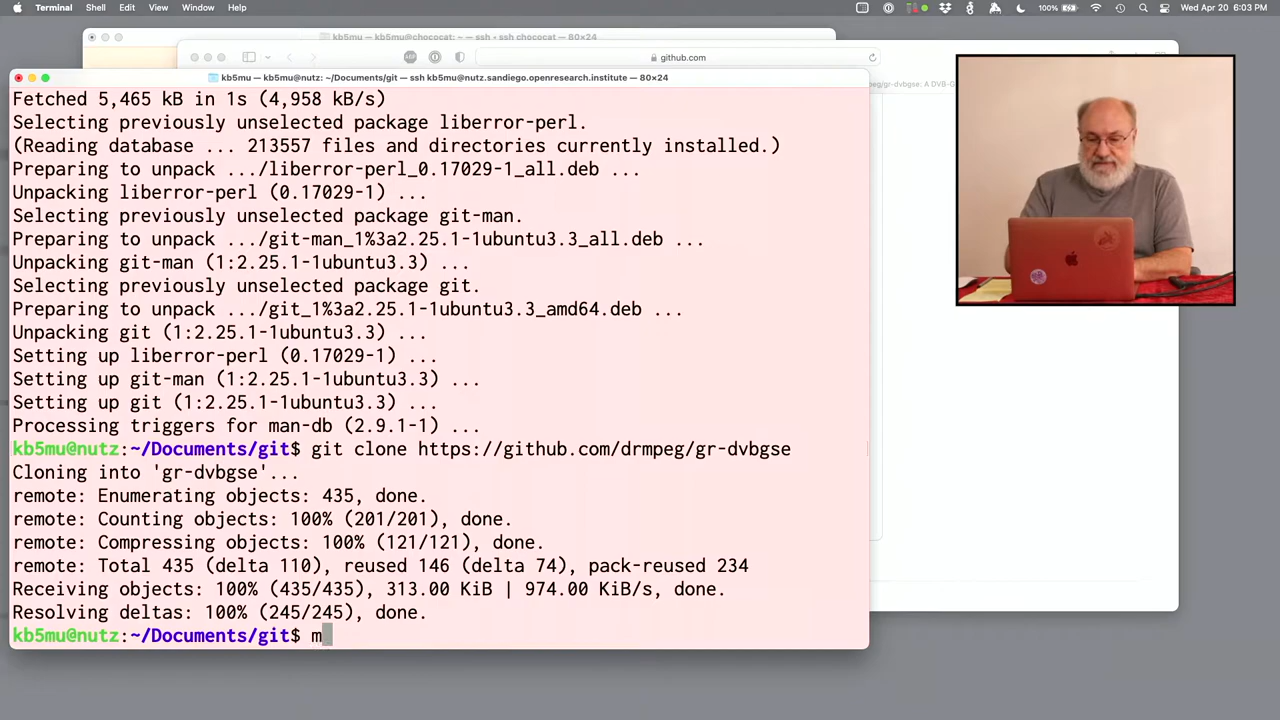 Terminal Shell Edit View Window Help
100% Wed Apr 20 6:03 PM
kb5mu — kb5mu@chococat: ~ — ssh ‹ ssh chococat — 80×24
github.com
kb5mu — kb5mu@nutz: ~/Documents/git — ssh kb5mu@nutz.sandiego.openresearch.institute — 80×24
Fetched 5,465 kB in 1s (4,958 kB/s)
Selecting previously unselected package liberror-perl.
(Reading database ... 213557 files and directories currently installed.)
Preparing to unpack .../liberror-perl_0.17029-1_all.deb ...
Unpacking liberror-perl (0.17029-1) ...
Selecting previously unselected package git-man.
Preparing to unpack .../git-man_1%3a2.25.1-1ubuntu3.3_all.deb ...
Unpacking git-man (1:2.25.1-1ubuntu3.3) ...
Selecting previously unselected package git.
Preparing to unpack .../git_1%3a2.25.1-1ubuntu3.3_amd64.deb ...
Unpacking git (1:2.25.1-1ubuntu3.3) ...
Setting up liberror-perl (0.17029-1) ...
Setting up git-man (1:2.25.1-1ubuntu3.3) ...
Setting up git (1:2.25.1-1ubuntu3.3) ...
Processing triggers for man-db (2.9.1-1) ...
kb5mu@nutz:~/Documents/git$ git clone https://github.com/drmpeg/gr-dvbgse
Cloning into 'gr-dvbgse'...
remote: Enumerating objects: 435, done.
remote: Counting objects: 100% (201/201), done.
remote: Compressing objects: 100% (121/121), done.
remote: Total 435 (delta 110), reused 146 (delta 74), pack-reused 234
Receiving objects: 100% (435/435), 313.00 KiB | 974.00 KiB/s, done.
Resolving deltas: 100% (245/245), done.
kb5mu@nutz:~/Documents/git$ m